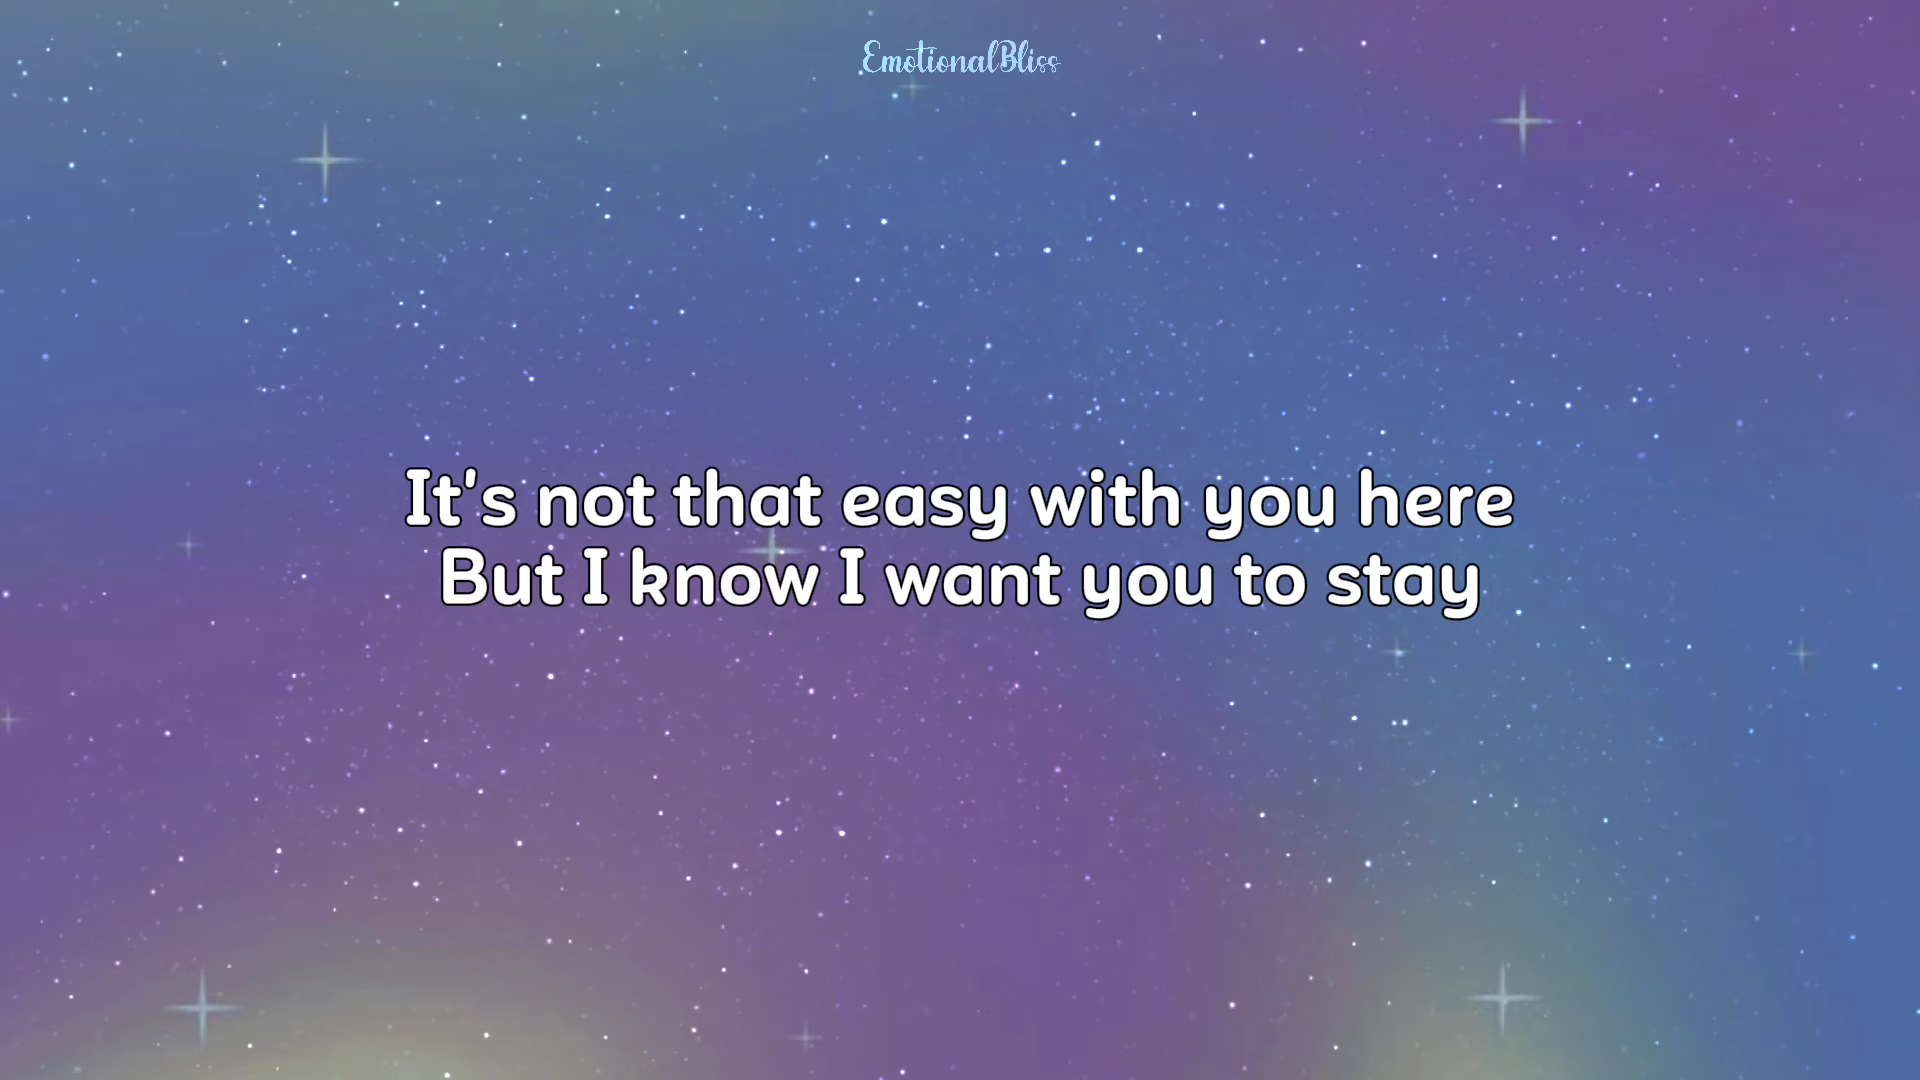 EmotionalBliss
It's not that easy with you here
But I know I want you to stay